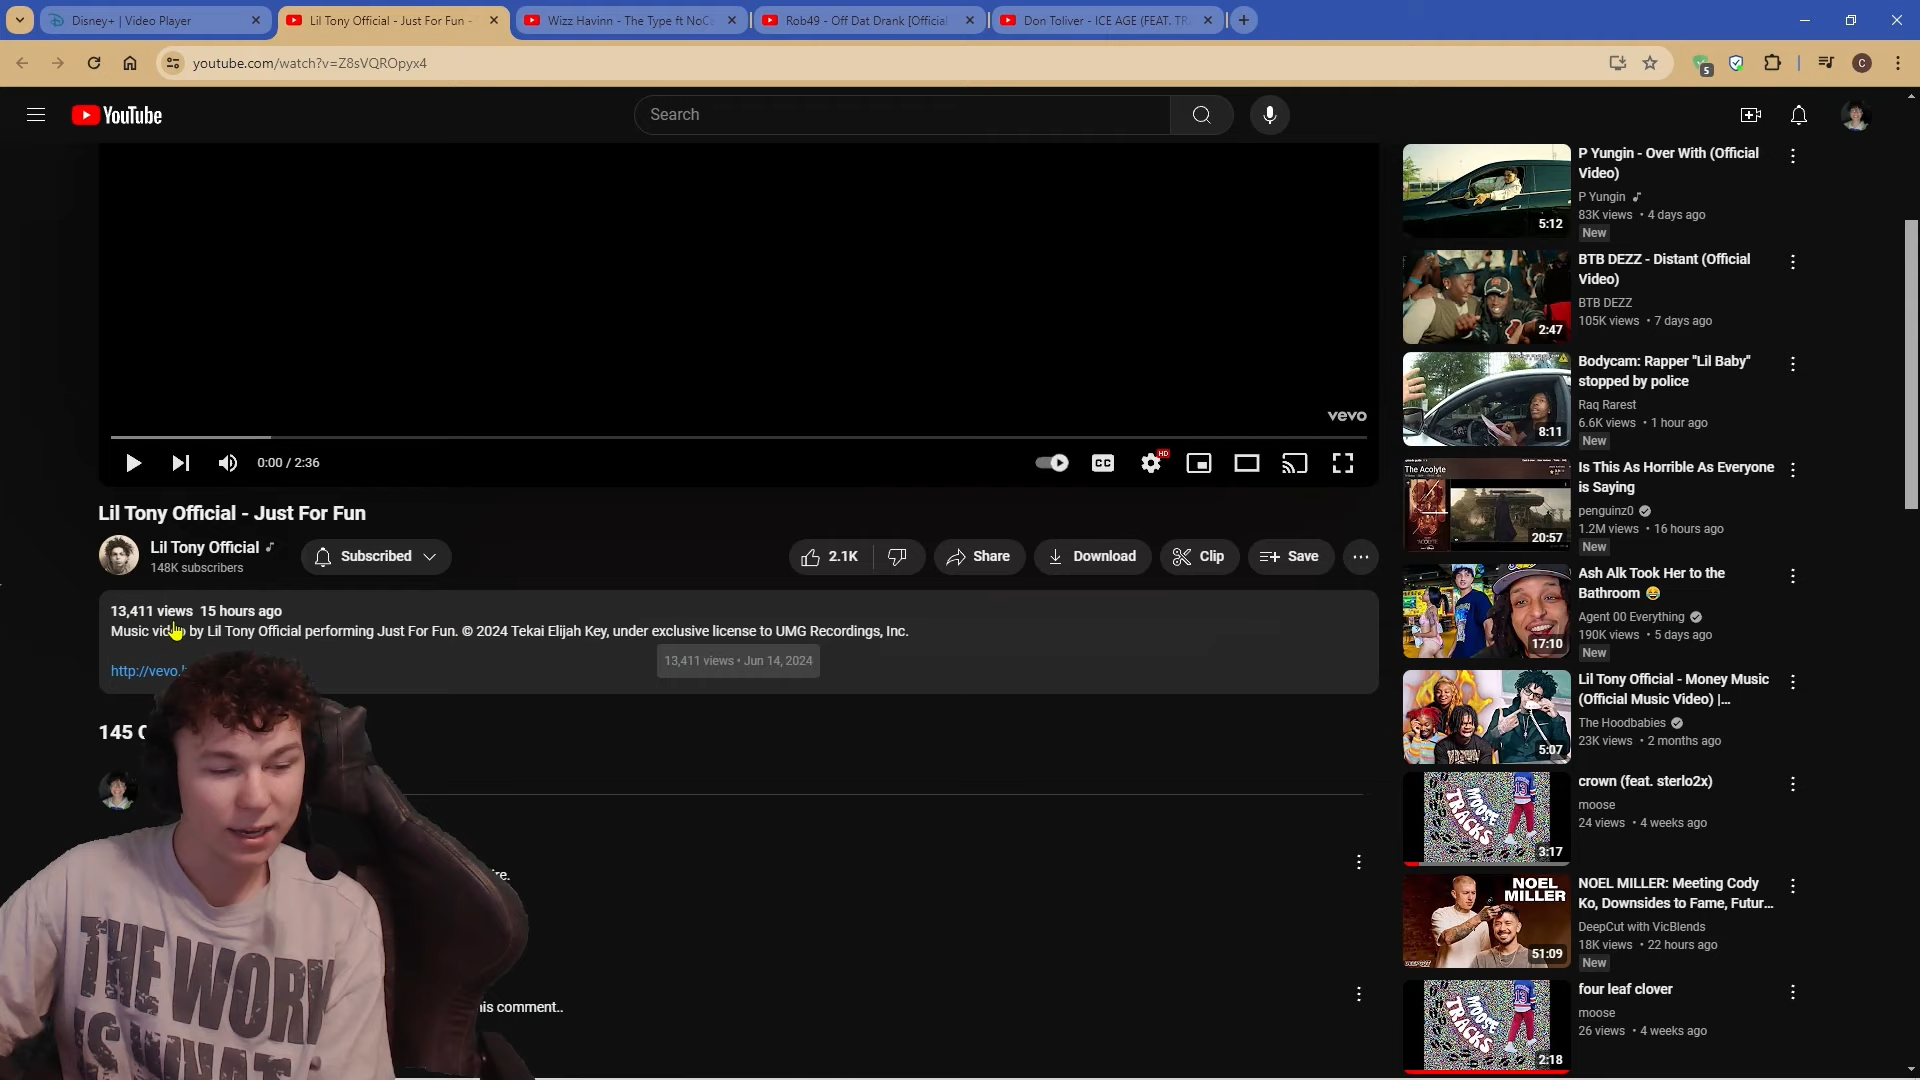 Disney+ | Video Player
Lil Tony Official - Just For Fun -
Wizz Havinn - The Type ft NoC
Rob49 - Off Dat Drank [Official
Don Toliver - ICE AGE (FEAT. TR
youtube.com/watch?v=Z8sVQROpyx4
5
C
YouTube
Search
vevo
0:00 / 2:36
CC
HD
Lil Tony Official - Just For Fun
Lil Tony Official
148K subscribers
Subscribed
2.1K
Share
Download
Clip
Save
13,411 views 15 hours ago
Music video by Lil Tony Official performing Just For Fun. © 2024 Tekai Elijah Key, under exclusive license to UMG Recordings, Inc.
13,411 views • Jun 14, 2024
http://vevo.
145 C
re.
his comment..
THE WORK
IS WHAT
5:12
P Yungin - Over With (Official
Video)
P Yungin
83K views • 4 days ago
New
2:47
BTB DEZZ - Distant (Official
Video)
BTB DEZZ
105K views • 7 days ago
8:11
Bodycam: Rapper "Lil Baby"
stopped by police
Raq Rarest
6.6K views • 1 hour ago
New
The Acolyte
20:57
Is This As Horrible As Everyone
is Saying
penguinz0
1.2M views • 16 hours ago
New
17:10
Ash Alk Took Her to the
Bathroom 😂
Agent 00 Everything
190K views • 5 days ago
New
5:07
Lil Tony Official - Money Music
(Official Music Video) |...
The Hoodbabies
23K views • 2 months ago
MOOSE
TRACKS
13
3:17
crown (feat. sterlo2x)
moose
24 views • 4 weeks ago
NOEL
MILLER
DEEPCUT
51:09
NOEL MILLER: Meeting Cody
Ko, Downsides to Fame, Futur...
DeepCut with VicBlends
18K views • 22 hours ago
New
MOOSE
TRACKS
13
2:18
four leaf clover
moose
26 views • 4 weeks ago